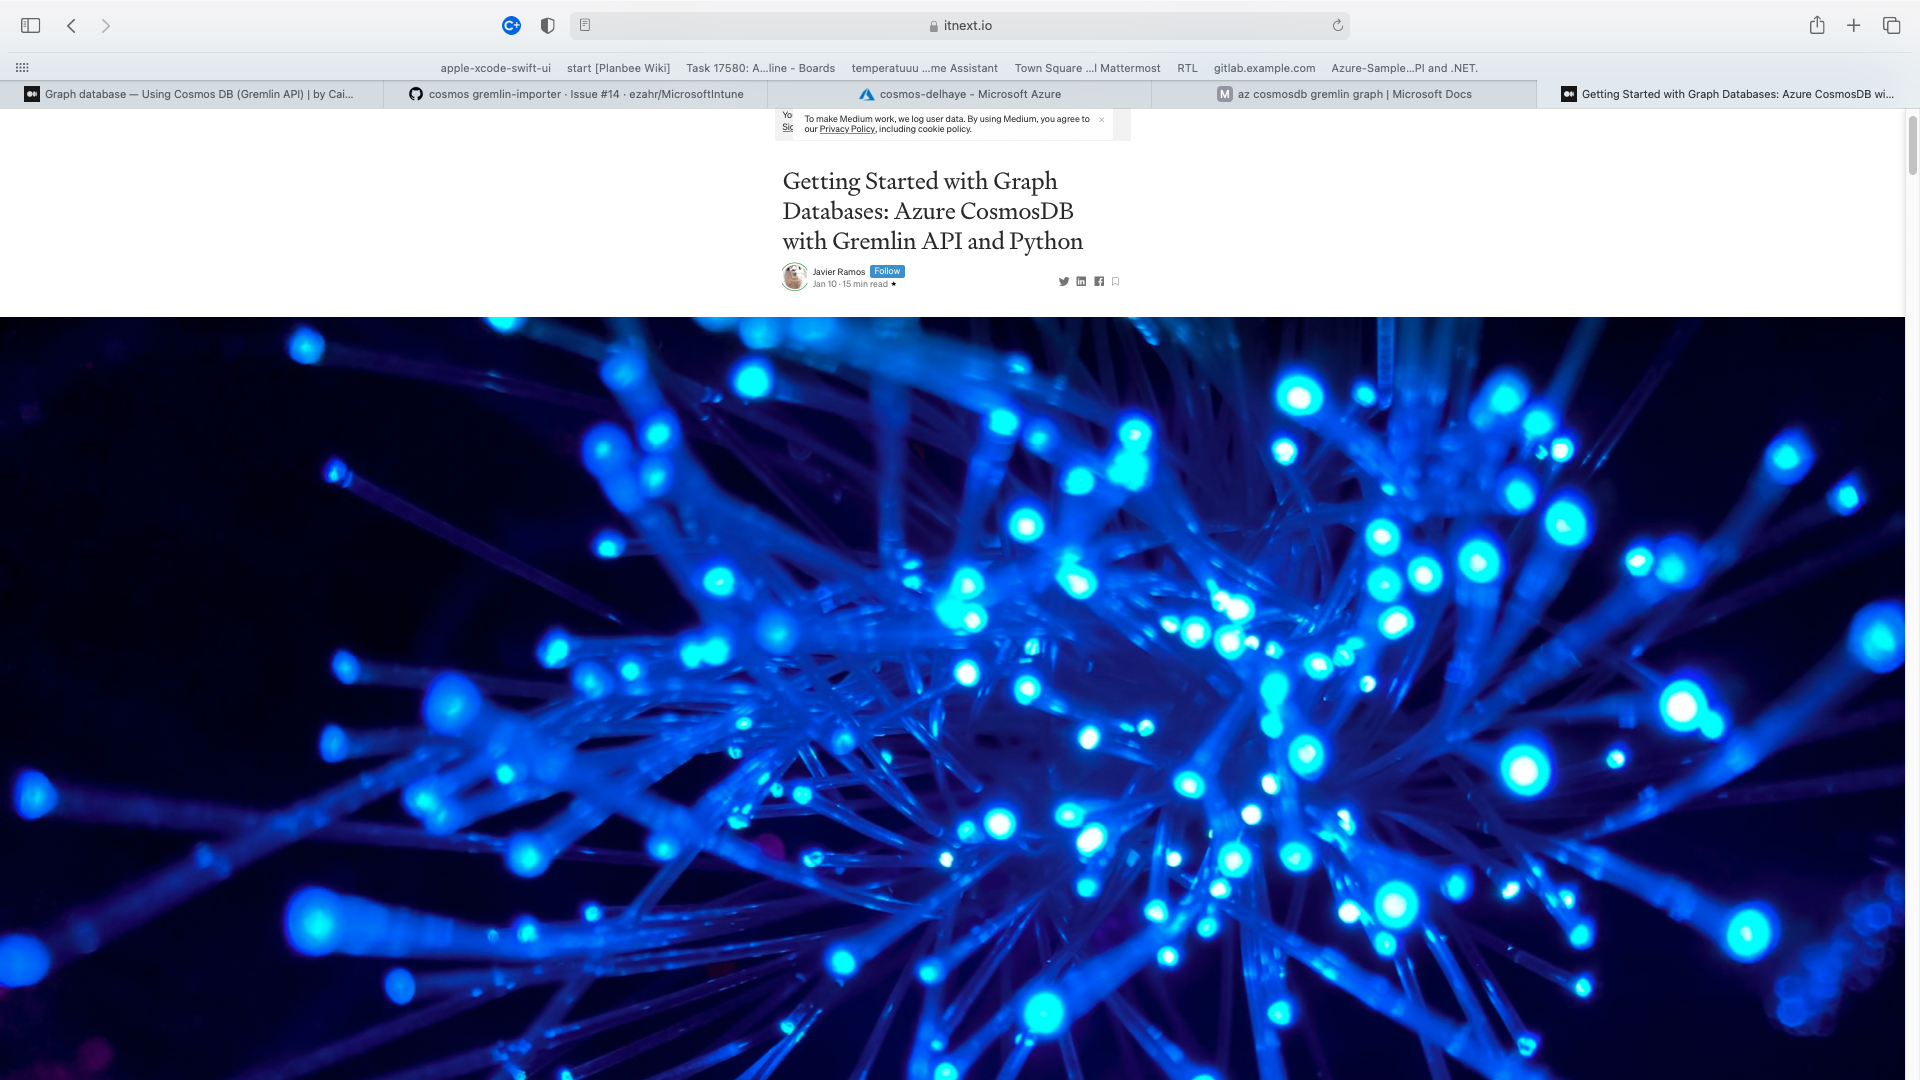 itnext.io
apple-xcode-swift-ui start [Planbee Wiki] Task 17580: A...line - Boards temperatuuu ...me Assistant Town Square ...l Mattermost RTL gitlab.example.com Azure-Sample...PI and .NET.
Graph database — Using Cosmos DB (Gremlin API) | by Cai... cosmos gremlin-importer · Issue #14 · ezahr/MicrosoftIntune cosmos-delhaye - Microsoft Azure M az cosmosdb gremlin graph | Microsoft Docs Getting Started with Graph Databases: Azure CosmosDB wi...
To make Medium work, we log user data. By using Medium, you agree to
our Privacy Policy, including cookie policy.
Getting Started with Graph
Databases: Azure CosmosDB
with Gremlin API and Python
Javier Ramos Follow
Jan 10 · 15 min read ★